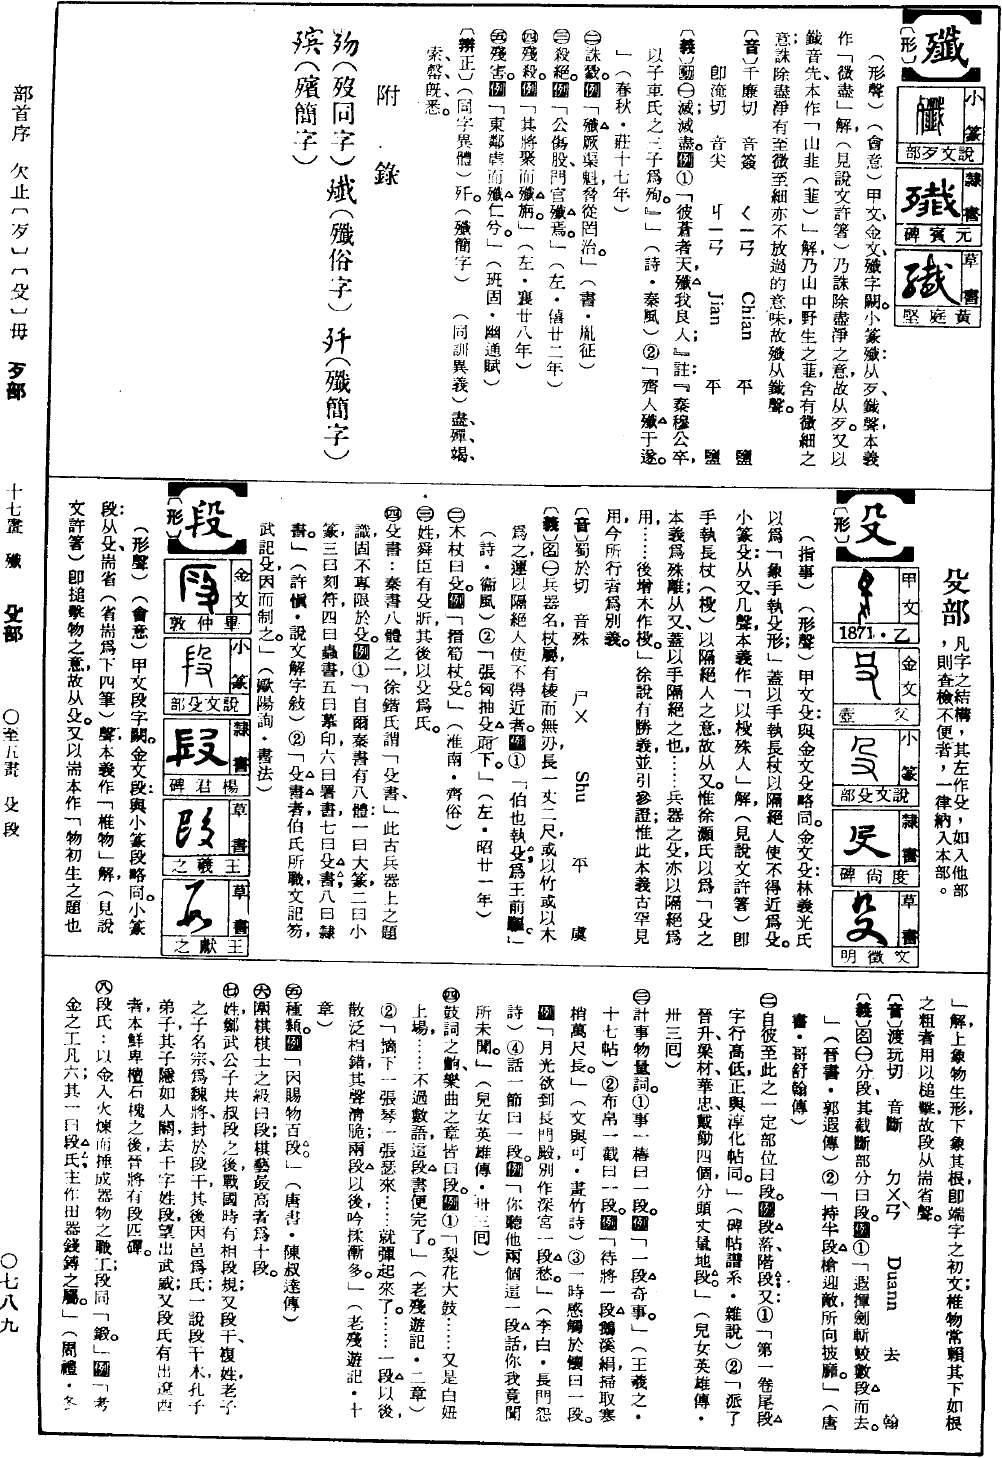 部首序 欠止〔歹〕〔殳〕毋 歹部 十七畫 殲 殳部 ○至五畫 殳段 ○七八九
殲
〔形〕
小篆
說文歹部
隸書
元賓碑
草書
黃庭堅
（形聲）（會意）甲文、金文、殲字闕。小篆殲：从歹，韱聲，本義
作「微盡」解（見說文許箸）乃誅除盡淨之意，故从歹。又以
韱音先，本作「山韭（韮）」解，乃山中野生之韮，含有微細之
意；誅除盡淨有至微至細亦不放過的意味，故殲从韱聲。
〔音〕千廉切 音簽 ㄑㄧㄢ Chian 平 鹽
卽流切 音尖 ㄐㄧㄢ Jian 平 鹽
〔義〕動㊀滅；滅盡。例①「彼蒼者天，殲我良人。』註：『秦穆公卒，
以子車氏之三子爲殉。』」（詩・秦風）②「齊人殲于遂。
」（春秋・莊十七年）
㊁誅戮。例「殲厥渠魁，脅從罔治。」（書・胤征）
㊂殺絕。例「公傷股，門官殲焉。」（左・僖廿二年）
㊃殘殺。例「其將聚而殲旃。」（左・襄廿八年）
㊄殘害。例「東鄰虐而殲仁兮。」（班固・幽通賦）
〔辨正〕（同字異體）歼。（殲簡字） （同訓異義）盡、殫、竭、
索、罄、旣、悉。
附錄
歾（歿同字）殱（殲俗字）歼（殲簡字）
殡（殯簡字）
殳部 凡字之結構，其左作殳，如入他部
，則查檢不便者，一律納入本部。
殳
〔形〕
甲文
1871・乙
金文
父壺
小篆
說文殳部
隸書
度尙碑
草書
文徵明
（指事）（形聲）甲文殳：與金文殳略同。金文殳：林義光氏
以爲「象手執殳形」，蓋以手執長杖以隔絕人使不得近爲殳。
小篆殳：从又，几聲，本義作「以杸殊人」解（見說文許箸）卽
手執長杖（杸）以隔絕人之意，故从又。惟徐灝氏以爲「殳之
本義爲殊離，从又，蓋以手隔絕之也……兵器之殳，亦以隔絕爲
用……後增木作杸。」徐說有勝義，並引參證；惟此本義古罕見
用，今所行者爲別義。
〔音〕蜀於切 音殊 ㄕㄨ Shu 平 虞
〔義〕名㊀兵器名，杖屬，有棱而無刃，長一丈二尺，或以竹或以木
爲之，運以隔絕人使不得近者。例①「伯也執殳，爲王前驅。」
（詩・衞風）②「張匄抽殳而下。」（左・昭廿一年）
㊁木杖曰殳。例「搢笏杖殳。」（淮南・齊俗）
㊂姓，舜臣有殳斨，其後以殳爲氏。
㊃殳書：秦書八體之一，徐鍇氏謂「殳書」，此古兵器上之題
識，固不專限於殳。例①「自爾秦書有八體：一曰大篆，二曰小
篆，三曰刻符，四曰蟲書，五曰摹印，六曰署書，七曰殳書，八曰隸
書。」（許愼・說文解字敍）②「殳書者，伯氏所職，文記笏，
武記殳，因而制之。」（歐陽詢・書法）
段
〔形〕
金文
畢仲敦
小篆
說文殳部
隸書
楊君碑
草書
王羲之
草書
王獻之
（形聲）（會意）甲文段字闕。金文段：與小篆段略同。小篆
段：从殳，耑省（省耑爲下四筆）聲，本義作「椎物」解，（見說
文許箸）卽搥擊物之意，故从殳。又以耑本作「物初生之題也
」解，上象物生形，下象其根，卽端字之初文；椎物常賴其下如根
之粗者用以槌擊，故段从耑省聲。
〔音〕渡玩切 音斷 ㄉㄨㄢˋ Duann 去 翰
〔義〕名㊀分段；其截斷部分曰段。例①「遐揮劍斬蛟數段而去。
」（晉書・郭遐傳）②「持半段槍迎敵，所向披靡。」（唐
書・哥舒翰傳）
㊁自彼至此之一定部位曰段。例段落、階段；又①「第一卷尾段
字行高低，正與淳化帖同。」（碑帖譜系・雜說）②「派了
晉升、梁材、華忠、戴勤四個，分頭丈量地段」（兒女英雄傳・
卅三回）
㊂計事物量詞。①事一樁曰一段。例「一段奇事。」（王羲之・
十七帖）②布帛一截曰一段。例「待將一段鵝溪絹，掃取寒
梢萬尺長。」（文與可・畫竹詩）③一時感觸於懷曰一段。
例「月光欲到長門殿，別作深宮一段愁。」（李白・長門怨
詩）④話一節曰一段。例「你聽他兩個這一段話，你我竟聞
所未聞。」（兒女英雄傳・卅三回）
㊃鼓詞之齣、樂曲之章皆曰段。例①「梨花大鼓……又是白妞
上場……不過數語，這段書便完了。」（老殘遊記・二章）
②「摘下一張琴，一張瑟來……就彈起來了。……一段以後，
散泛相錯，其聲淸脆，兩段以後，吟揉漸多。」（老殘遊記・十
章）
㊄種類。例「因賜物百段。」（唐書・陳叔達傳）
㊅圍棋棋士之級曰段，棋藝最高者爲十段。
㊆姓，鄭武公子共叔段之後，戰國時有相段規；又段干，複姓，老子
之子名宗，爲魏將，封於段干，其後因邑爲氏；一說段干木，孔子
弟子，其子隱如入關，去干字姓段，望出武威；又段氏有出遼西
者，本鮮卑檀石槐之後，晉將有段匹磾。
㊇段氏：以金入火煉而捶成器物之職工；段同「鍛」。例「攷
金之工凡六，其一曰段氏，主作田器錢鎛之屬。」（周禮・冬